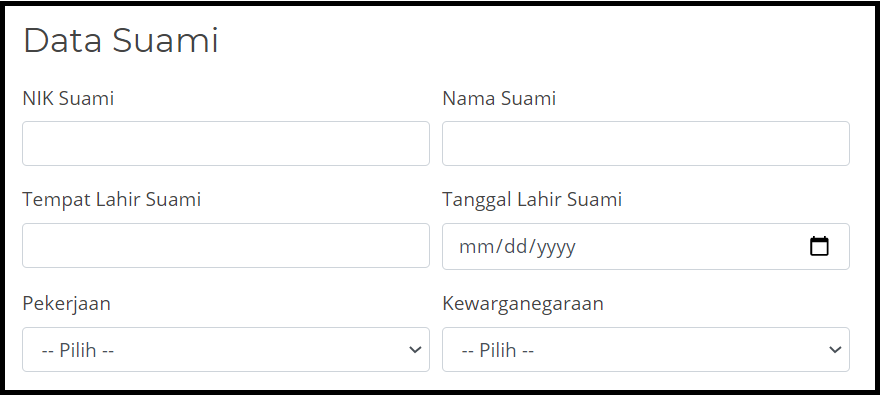 Data Suami
NIK Suami
Nama Suami
Tempat Lahir Suami
Tanggal Lahir Suami
mm/dd/yyyy
Pekerjaan
Kewarganegaraan
-- Pilih --
-- Pilih --